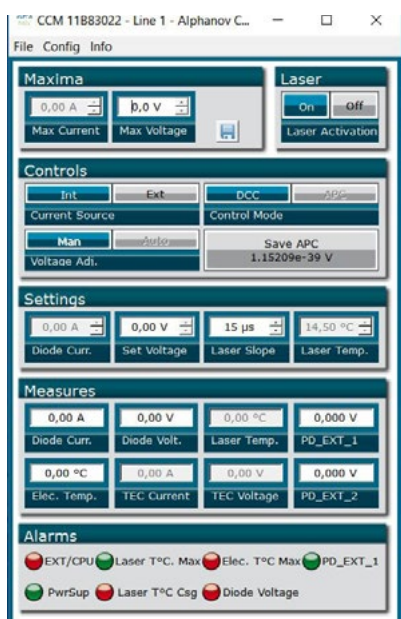 CCM 11B83022 - Line 1 - Alphanov C...
File Config Info
Maxima
Laser
0,00 A
0,0 V
On
Off
Max Current
Max Voltage
Laser Activation
Controls
Int
Ext
DCC
APC
Current Source
Control Mode
Man
Auto
Save APC
1.15209e-39 V
Voltage Adj.
Settings
0,00 A
0,00 V
15 µs
14,50 °C
Diode Curr.
Set Voltage
Laser Slope
Laser Temp.
Measures
0,00 A
0,00 V
0,00 °C
0,000 V
Diode Curr.
Diode Volt.
Laser Temp.
PD_EXT_1
0,00 °C
0,00 A
0,00 V
0,000 V
Elec. Temp.
TEC Current
TEC Voltage
PD_EXT_2
Alarms
EXT/CPU
Laser T°C. Max
Elec. T°C Max
PD_EXT_1
PwrSup
Laser T°C Csg
Diode Voltage